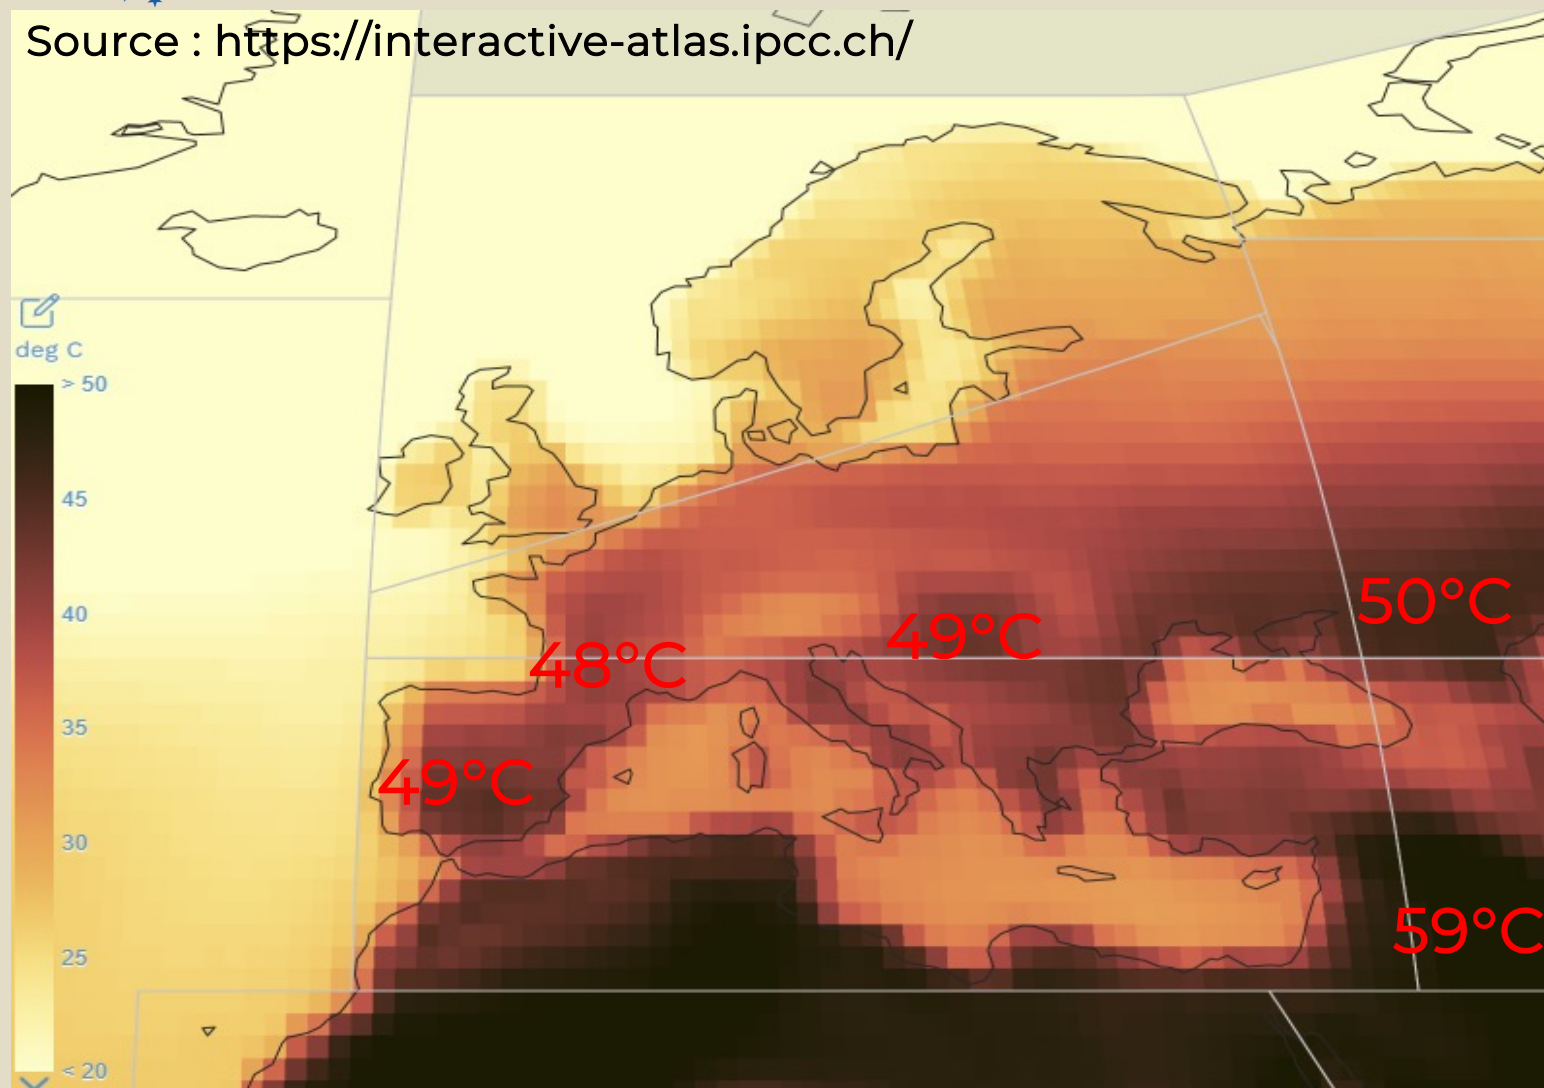 Source : https://interactive-atlas.ipcc.ch/
deg C
> 50
45
40
35
30
25
< 20
50°C
49°C
48°C
49°C
59°C